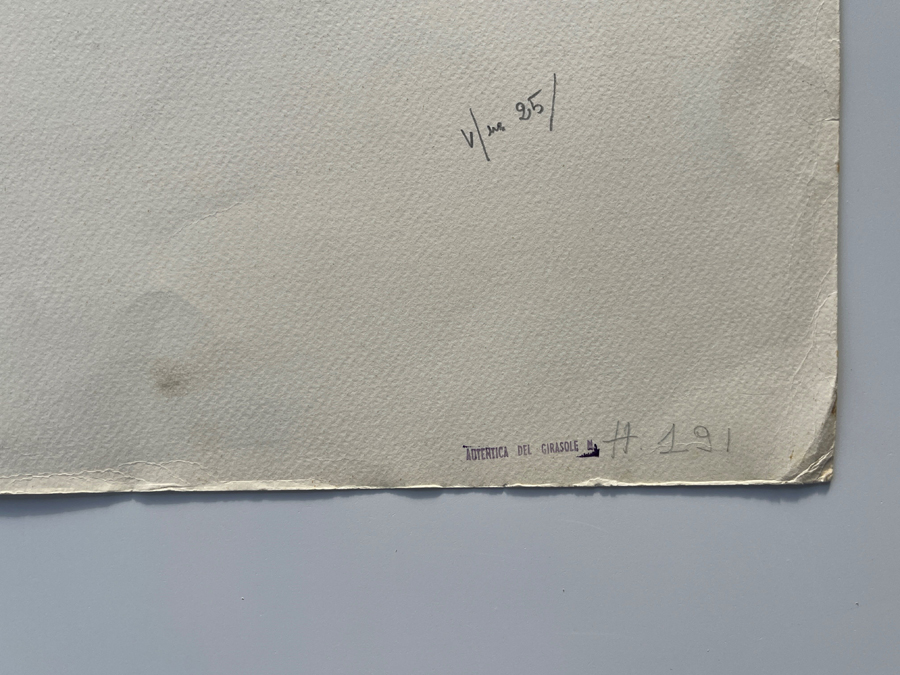 25/
AUTENTICA DEL GIRASOLE N. H. 191